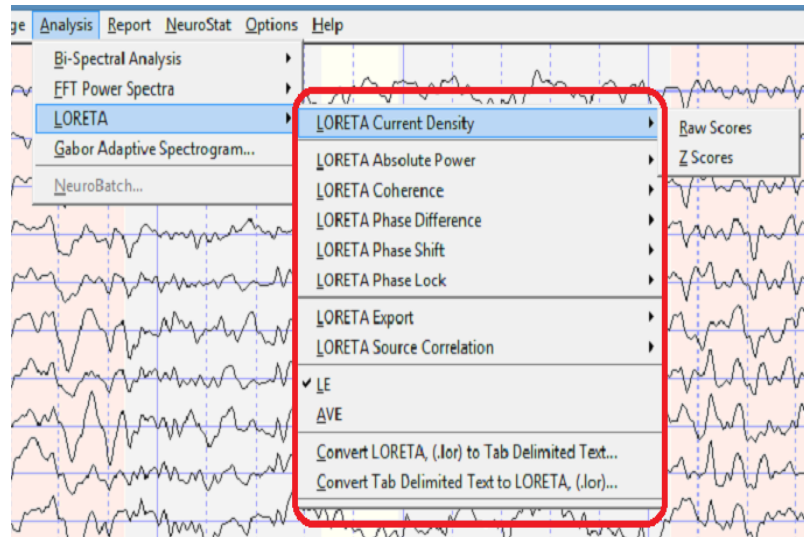 ge Analysis Report NeuroStat Options Help
Bi-Spectral Analysis
FFT Power Spectra
LORETA
Gabor Adaptive Spectrogram...
NeuroBatch...
LORETA Current Density
LORETA Absolute Power
LORETA Coherence
LORETA Phase Difference
LORETA Phase Shift
LORETA Phase Lock
LORETA Export
LORETA Source Correlation
LE
AVE
Convert LORETA, (.lor) to Tab Delimited Text...
Convert Tab Delimited Text to LORETA, (.lor)...
Raw Scores
Z Scores